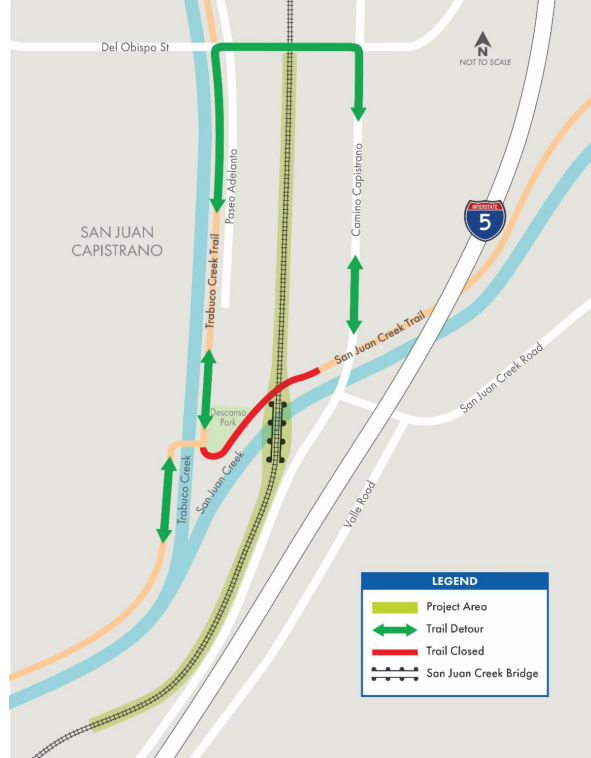 Del Obispo St
N
NOT TO SCALE
Paseo Adelanto
Camino Capistrano
INTERSTATE
5
SAN JUAN
CAPISTRANO
Trabuco Creek Trail
San Juan Creek Trail
San Juan Creek Road
Descanso
Park
San Juan Creek
Trabuco Creek
Valle Road
LEGEND
Project Area
Trail Detour
Trail Closed
San Juan Creek Bridge